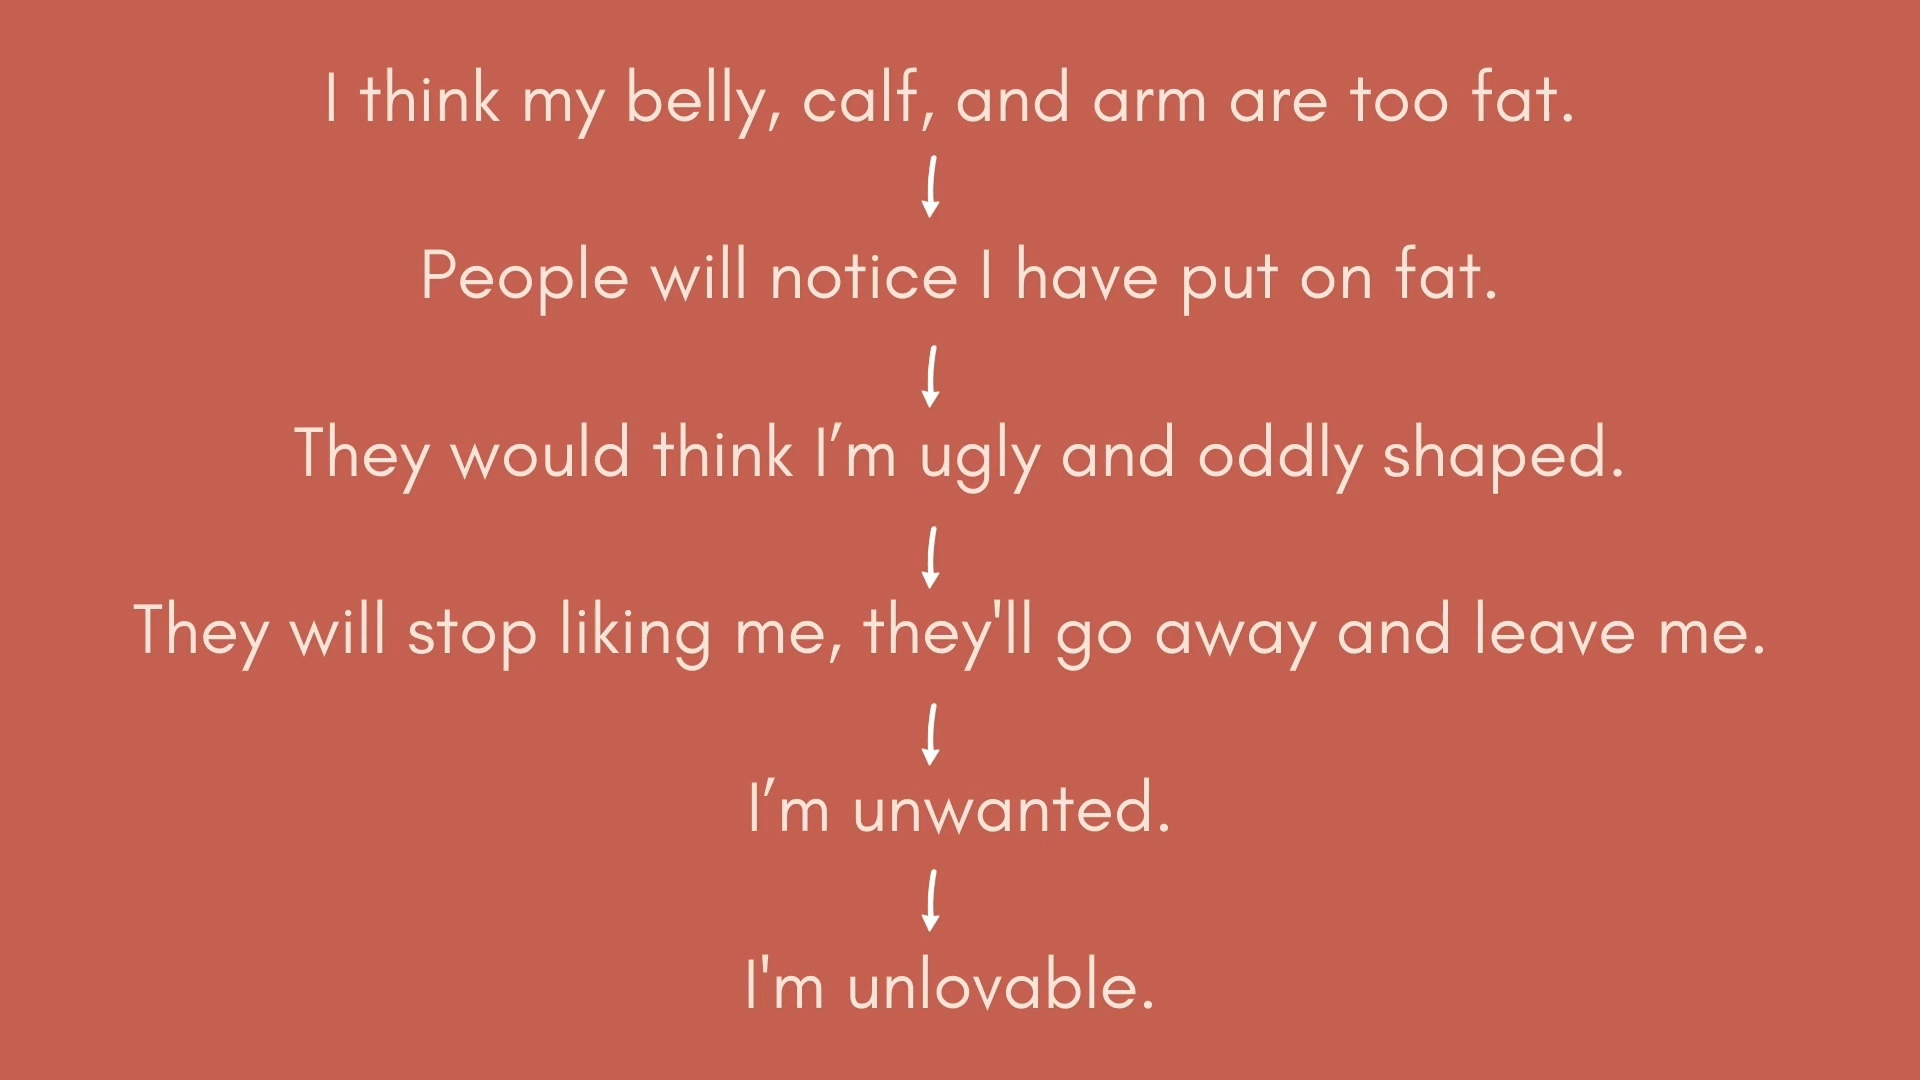 I think my belly, calf, and arm are too fat.
People will notice I have put on fat.
They would think I’m ugly and oddly shaped.
They will stop liking me, they'll go away and leave me.
I’m unwanted.
I'm unlovable.